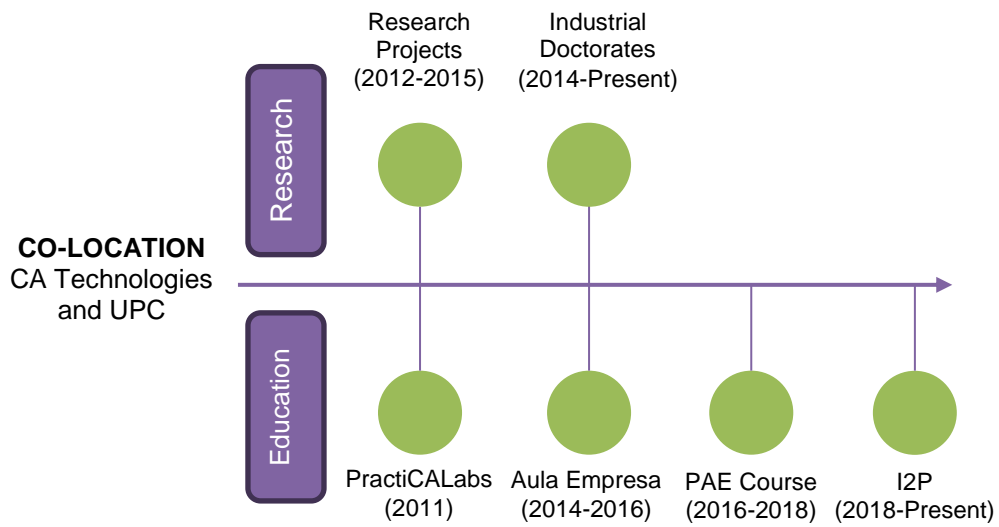 Research
Projects
(2012-2015)
Industrial
Doctorates
(2014-Present)
Research
CO-LOCATION
CA Technologies
and UPC
Education
PractiCALabs
(2011)
Aula Empresa
(2014-2016)
PAE Course
(2016-2018)
I2P
(2018-Present)